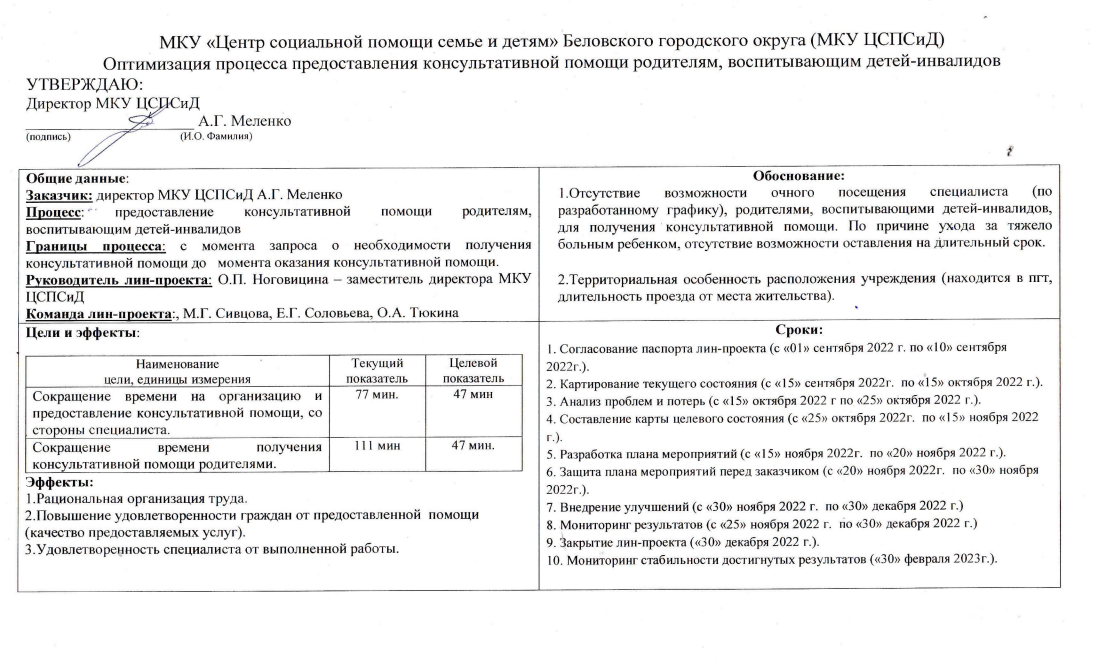 МКУ «Центр социальной помощи семье и детям» Беловского городского округа (МКУ ЦСПСиД)
Оптимизация процесса предоставления консультативной помощи родителям, воспитывающим детей-инвалидов
УТВЕРЖДАЮ:
Директор МКУ ЦСПСиД
____________________ А.Г. Меленко
(подпись) (И.О. Фамилия)
Общие данные:
Заказчик: директор МКУ ЦСПСиД А.Г. Меленко
Процесс: предоставление консультативной помощи родителям,
воспитывающим детей-инвалидов
Границы процесса: с момента запроса о необходимости получения
консультативной помощи до момента оказания консультативной помощи.
Руководитель лин-проекта: О.П. Ноговицина – заместитель директора МКУ
ЦСПСиД
Команда лин-проекта:, М.Г. Сивцова, Е.Г. Соловьева, О.А. Тюкина
Обоснование:
1.Отсутствие возможности очного посещения специалиста (по
разработанному графику), родителями, воспитывающими детей-инвалидов,
для получения консультативной помощи. По причине ухода за тяжело
больным ребенком, отсутствие возможности оставления на длительный срок.
2.Территориальная особенность расположения учреждения (находится в пгт,
длительность проезда от места жительства).
Цели и эффекты:
Наименование
цели, единицы измерения
Текущий
показатель
Целевой
показатель
Сокращение времени на организацию и
предоставление консультативной помощи, со
стороны специалиста.
77 мин.
47 мин
Сокращение времени получения
консультативной помощи родителями.
111 мин
47 мин.
Эффекты:
1.Рациональная организация труда.
2.Повышение удовлетворенности граждан от предоставленной помощи
(качество предоставляемых услуг).
3.Удовлетворенность специалиста от выполненной работы.
Сроки:
1. Согласование паспорта лин-проекта (с «01» сентября 2022 г. по «10» сентября
2022г.).
2. Картирование текущего состояния (с «15» сентября 2022г. по «15» октября 2022 г.).
3. Анализ проблем и потерь (с «15» октября 2022 г по «25» октября 2022 г.).
4. Составление карты целевого состояния (с «25» октября 2022г. по «15» ноября 2022
г.).
5. Разработка плана мероприятий (с «15» ноября 2022г. по «20» ноября 2022 г.).
6. Защита плана мероприятий перед заказчиком (с «20» ноября 2022г. по «30» ноября
2022г.).
7. Внедрение улучшений (с «30» ноября 2022 г. по «30» декабря 2022 г.)
8. Мониторинг результатов (с «25» ноября 2022 г. по «30» декабря 2022 г.)
9. Закрытие лин-проекта («30» декабря 2022 г.).
10. Мониторинг стабильности достигнутых результатов («30» февраля 2023г.).